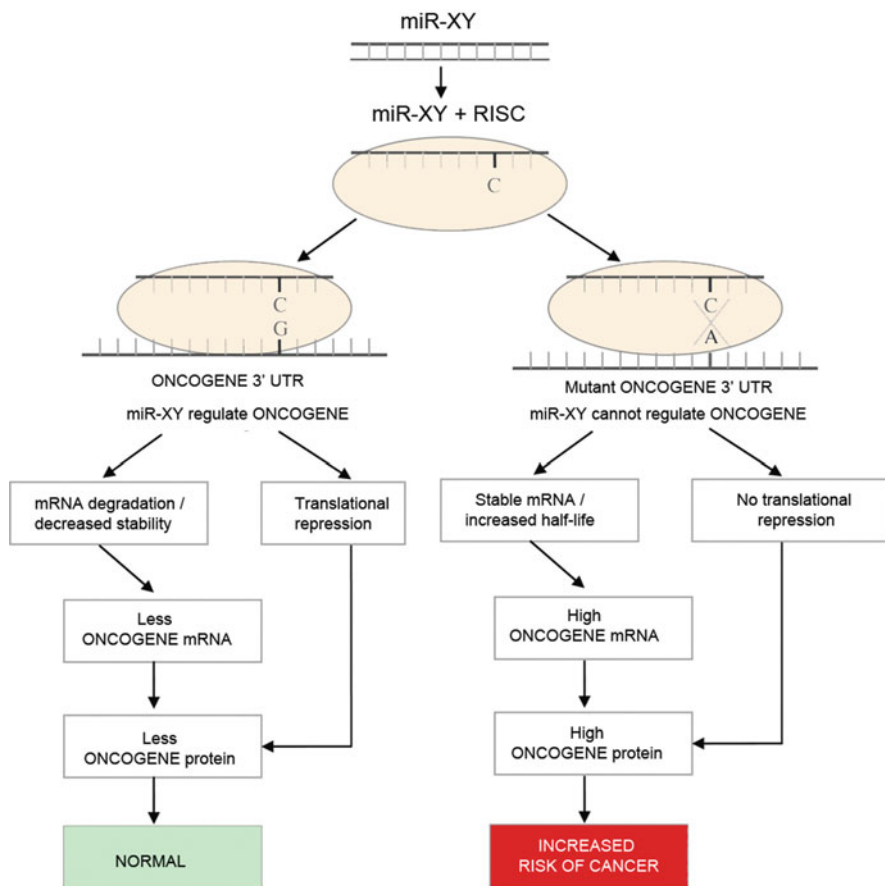 miR-XY
miR-XY + RISC
C
C
G
ONCOGENE 3' UTR
miR-XY regulate ONCOGENE
C
A
Mutant ONCOGENE 3' UTR
miR-XY cannot regulate ONCOGENE
mRNA degradation /
decreased stability
Translational
repression
Stable mRNA /
increased half-life
No translational
repression
Less
ONCOGENE mRNA
High
ONCOGENE mRNA
Less
ONCOGENE protein
High
ONCOGENE protein
NORMAL
INCREASED
RISK OF CANCER